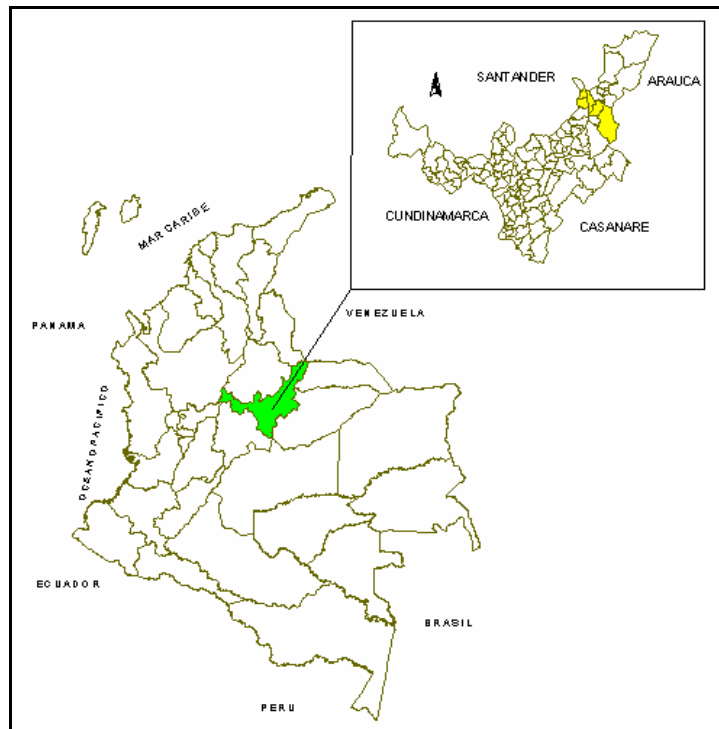 SANTANDER
ARAUCA
CUNDINAMARCA
CASANARE
MAR CARIBE
PANAMA
VENEZUELA
OCEANO PACIFICO
ECUADOR
BRASIL
PERU